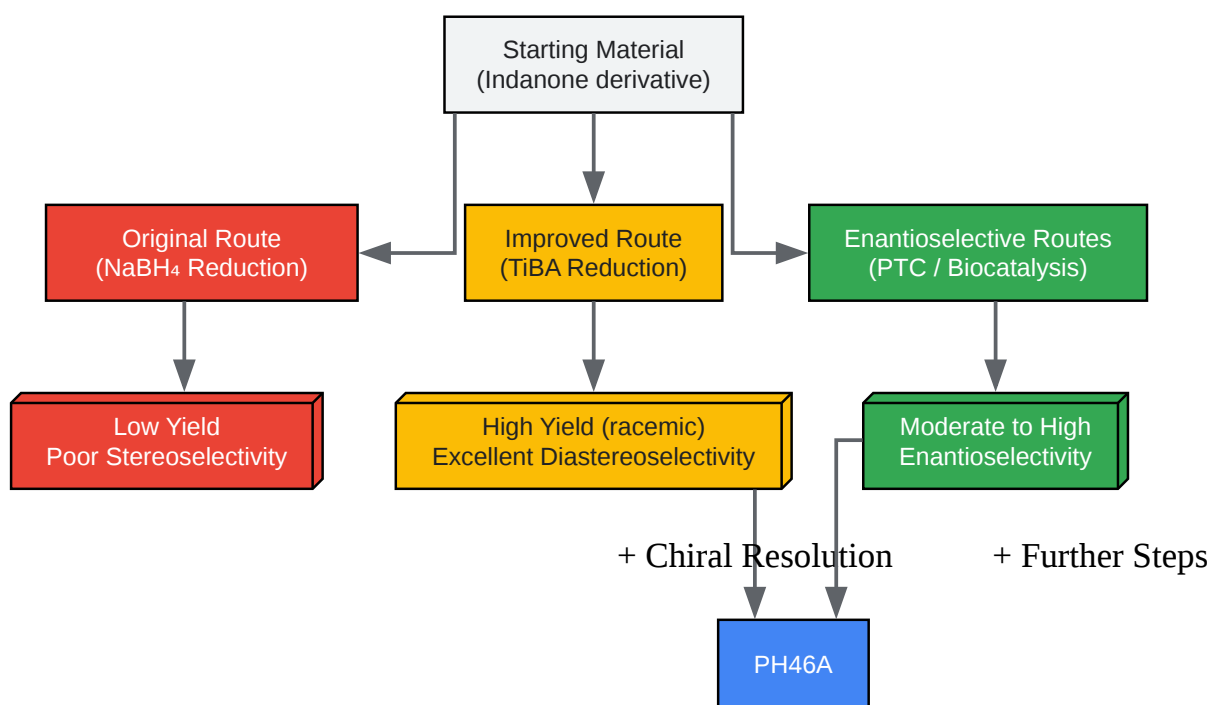 Starting Material
(Indanone derivative)
Original Route
(NaBH₄ Reduction)
Improved Route
(TiBA Reduction)
Enantioselective Routes
(PTC / Biocatalysis)
Low Yield
Poor Stereoselectivity
High Yield (racemic)
Excellent Diastereoselectivity
Moderate to High
Enantioselectivity
+ Chiral Resolution
+ Further Steps
PH46A